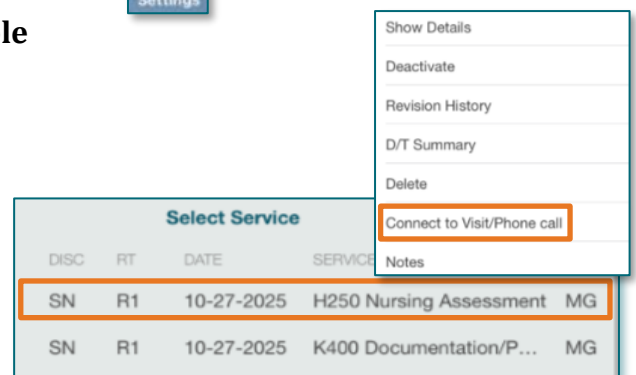 Settings
le
Show Details
Deactivate
Revision History
D/T Summary
Delete
Connect to Visit/Phone call
Notes
Select Service
DISC RT DATE SERVICE
SN R1 10-27-2025 H250 Nursing Assessment MG
SN R1 10-27-2025 K400 Documentation/P... MG